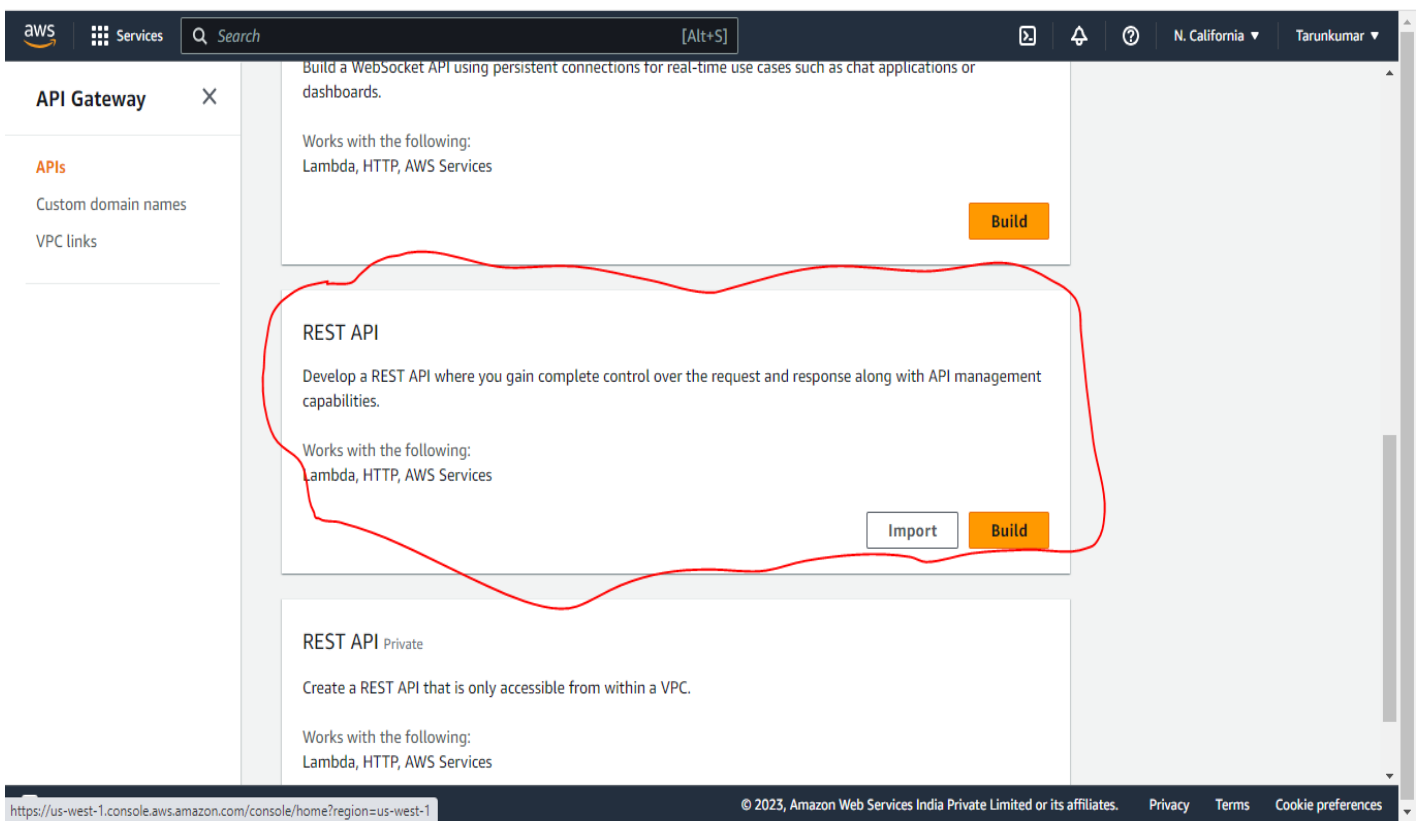 aws Services Search [Alt+S] N. California Tarunkumar
API Gateway
APIs
Custom domain names
VPC links
Build a WebSocket API using persistent connections for real-time use cases such as chat applications or
dashboards.
Works with the following:
Lambda, HTTP, AWS Services
Build
REST API
Develop a REST API where you gain complete control over the request and response along with API management
capabilities.
Works with the following:
Lambda, HTTP, AWS Services
Import Build
REST API Private
Create a REST API that is only accessible from within a VPC.
Works with the following:
Lambda, HTTP, AWS Services
https://us-west-1.console.aws.amazon.com/console/home?region=us-west-1 © 2023, Amazon Web Services India Private Limited or its affiliates. Privacy Terms Cookie preferences